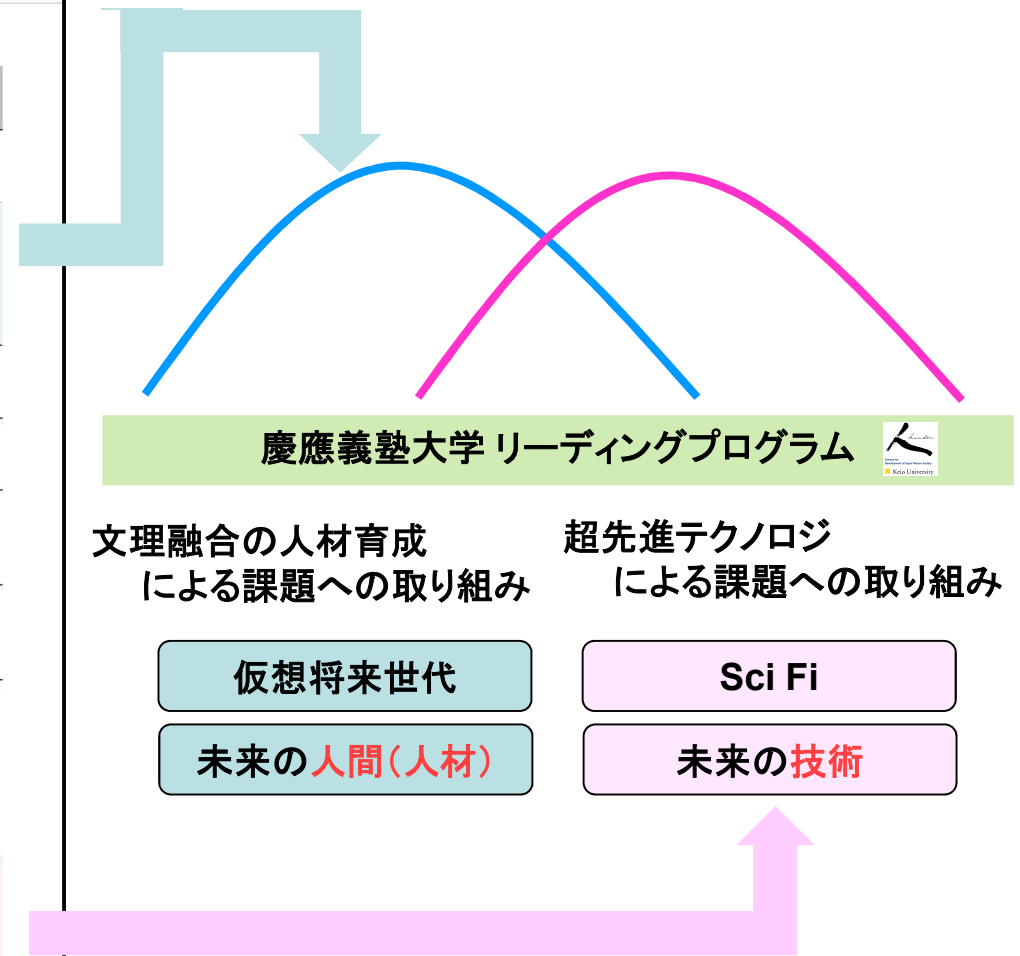 慶應義塾大学 リーディングプログラム
Keio University
文理融合の人材育成
による課題への取り組み
超先進テクノロジ
による課題への取り組み
仮想将来世代
Sci Fi
未来の人間（人材）
未来の技術